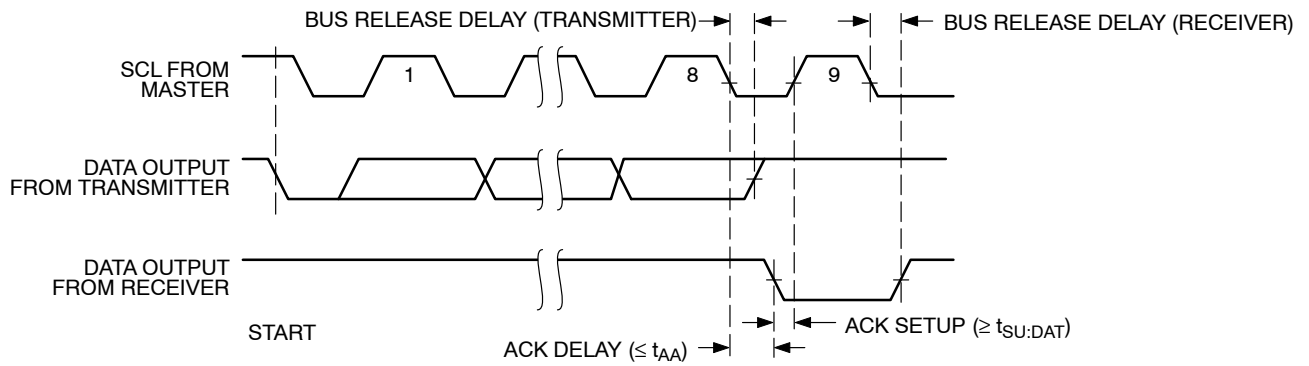 BUS RELEASE DELAY (TRANSMITTER)
BUS RELEASE DELAY (RECEIVER)
SCL FROM
MASTER
1
8
9
DATA OUTPUT
FROM TRANSMITTER
DATA OUTPUT
FROM RECEIVER
START
ACK SETUP (≥ tSU:DAT)
ACK DELAY (≤ tAA)